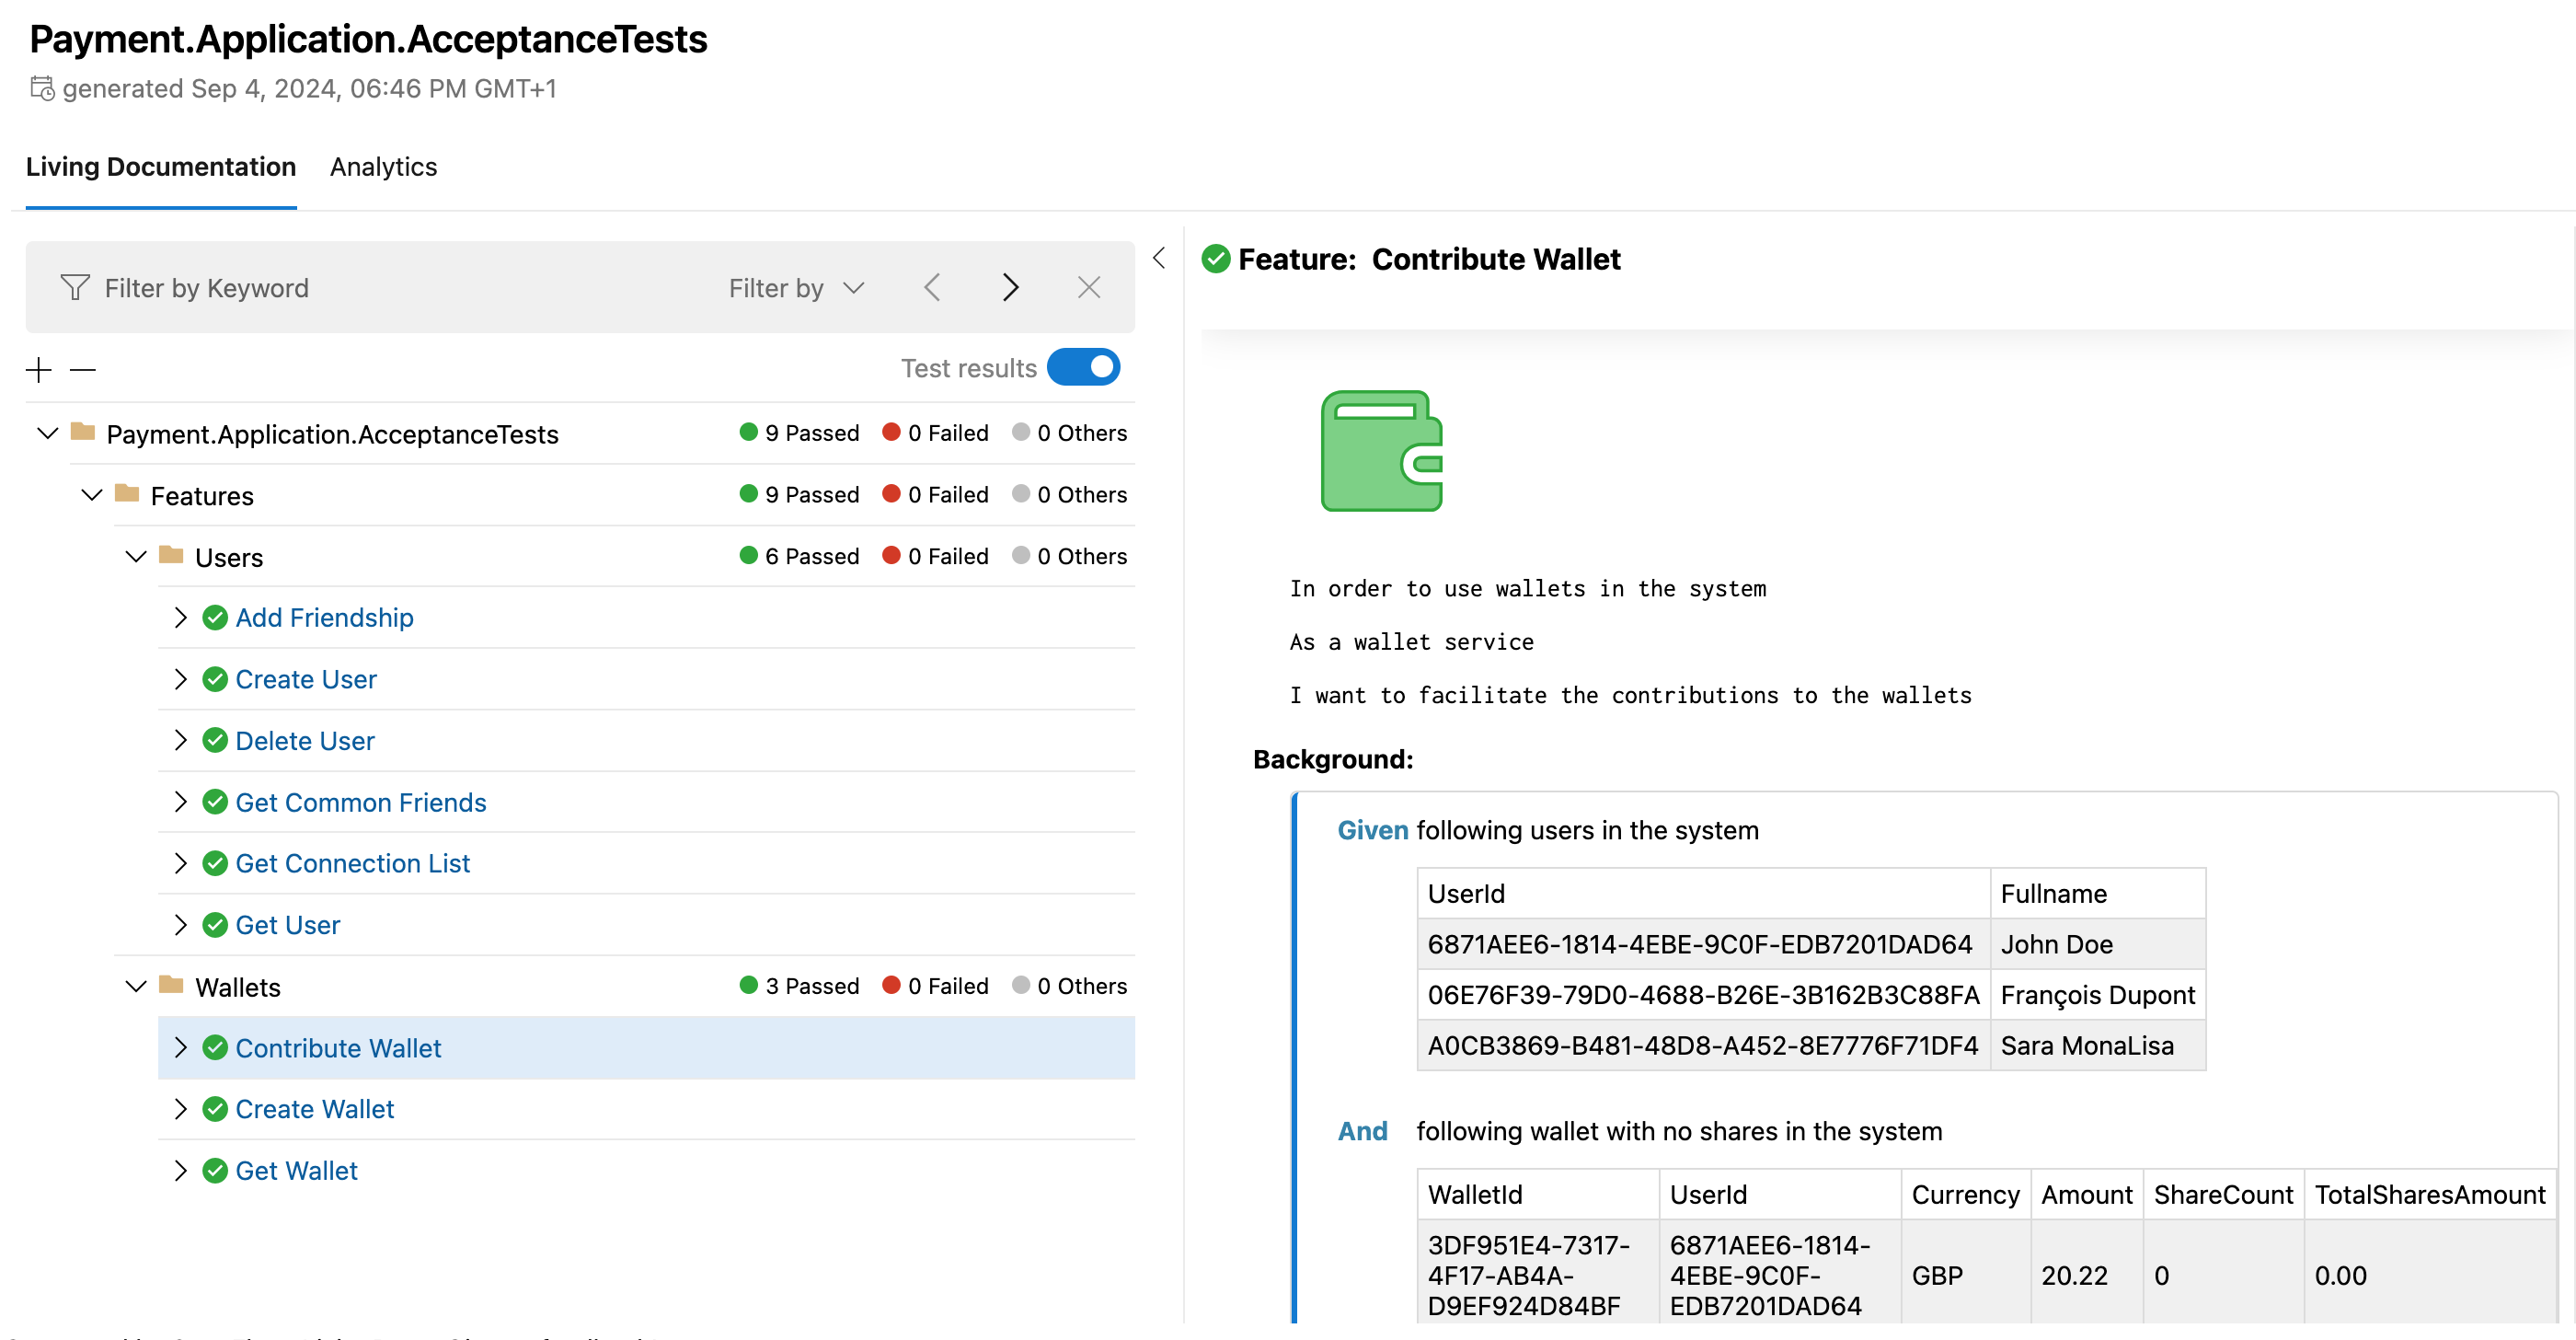 Payment.Application.AcceptanceTests
generated Sep 4, 2024, 06:46 PM GMT+1
Living Documentation Analytics
Filter by Keyword Filter by
Test results
Payment.Application.AcceptanceTests 9 Passed 0 Failed 0 Others
Features 9 Passed 0 Failed 0 Others
Users 6 Passed 0 Failed 0 Others
Add Friendship
Create User
Delete User
Get Common Friends
Get Connection List
Get User
Wallets 3 Passed 0 Failed 0 Others
Contribute Wallet
Create Wallet
Get Wallet
Feature: Contribute Wallet
In order to use wallets in the system
As a wallet service
I want to facilitate the contributions to the wallets
Background:
Given following users in the system
UserId Fullname
6871AEE6-1814-4EBE-9C0F-EDB7201DAD64 John Doe
06E76F39-79D0-4688-B26E-3B162B3C88FA François Dupont
A0CB3869-B481-48D8-A452-8E7776F71DF4 Sara MonaLisa
And following wallet with no shares in the system
WalletId UserId Currency Amount ShareCount TotalSharesAmount
3DF951E4-7317- 6871AEE6-1814-
4F17-AB4A- 4EBE-9C0F- GBP 20.22 0 0.00
D9EF924D84BF EDB7201DAD64